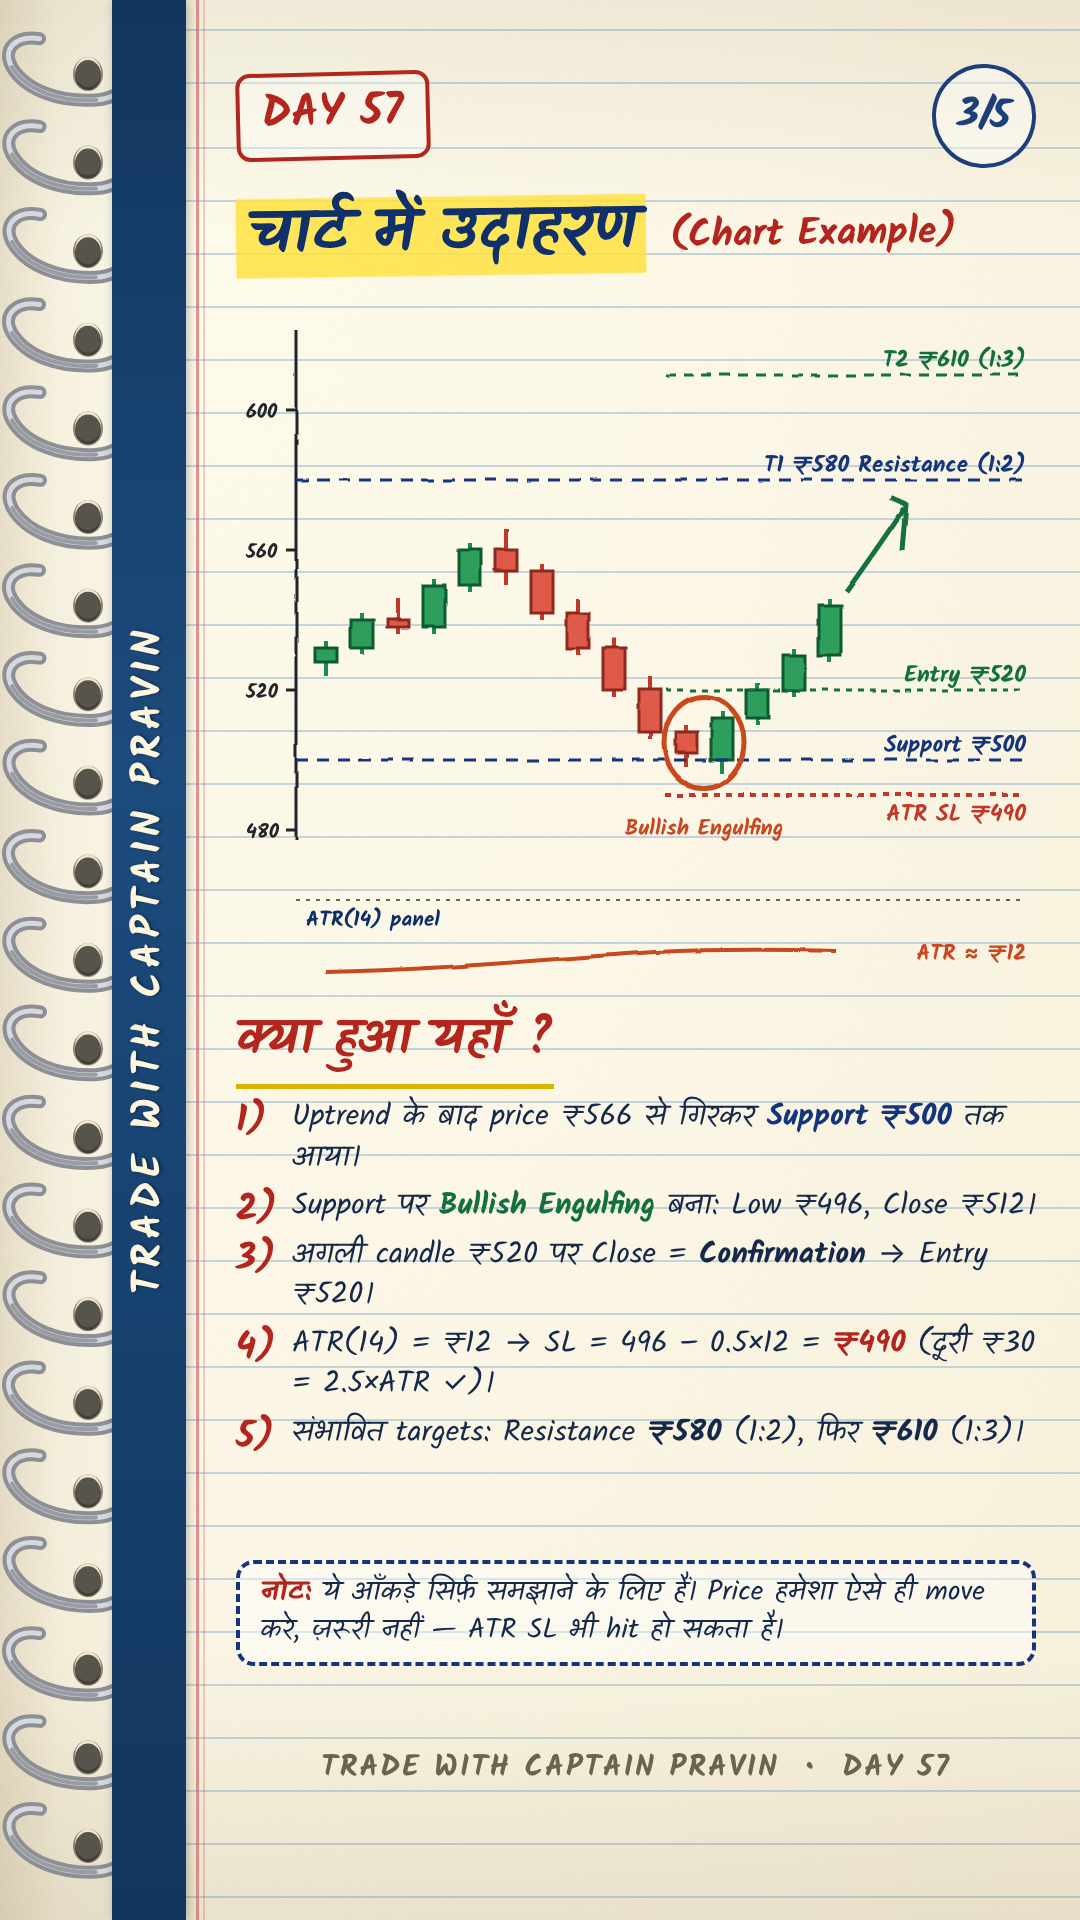 DAY 57
3/5
चार्ट में उदाहरण (Chart Example)
T2 ₹610 (1:3)
600
T1 ₹580 Resistance (1:2)
560
Entry ₹520
520
Support ₹500
ATR SL ₹490
480
Bullish Engulfing
ATR(14) panel
ATR ≈ ₹12
क्या हुआ यहाँ ?
1) Uptrend के बाद price ₹566 से गिरकर Support ₹500 तक
आया।
2) Support पर Bullish Engulfing बना: Low ₹496, Close ₹512।
3) अगली candle ₹520 पर Close = Confirmation → Entry
₹520।
4) ATR(14) = ₹12 → SL = 496 – 0.5×12 = ₹490 (दूरी ₹30
= 2.5×ATR ✓)।
5) संभावित targets: Resistance ₹580 (1:2), फिर ₹610 (1:3)।
नोट: ये आँकड़े सिर्फ़ समझाने के लिए हैं। Price हमेशा ऐसे ही move
करे, ज़रूरी नहीं — ATR SL भी hit हो सकता है।
TRADE WITH CAPTAIN PRAVIN · DAY 57
TRADE WITH CAPTAIN PRAVIN